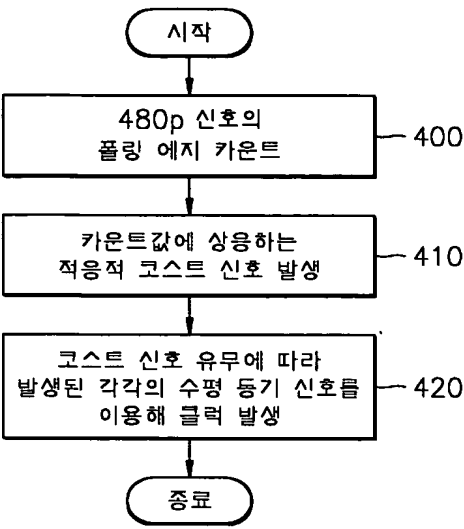 시작
480p 신호의
폴링 에지 카운트
400
카운트값에 상응하는
적응적 코스트 신호 발생
410
코스트 신호 유무에 따라
발생된 각각의 수평 동기 신호를
이용해 클럭 발생
420
종료